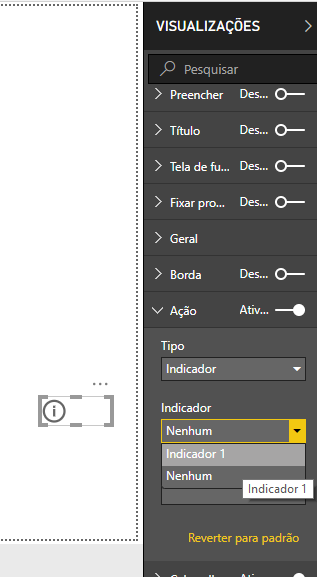 VISUALIZAÇÕES
Pesquisar
Preencher Des...
Título Des...
Tela de fu... Des...
Fixar pro... Des...
Geral
Borda Des...
Ação Ativ...
Tipo
Indicador
Indicador
Nenhum
Indicador 1
Nenhum
Indicador 1
Reverter para padrão